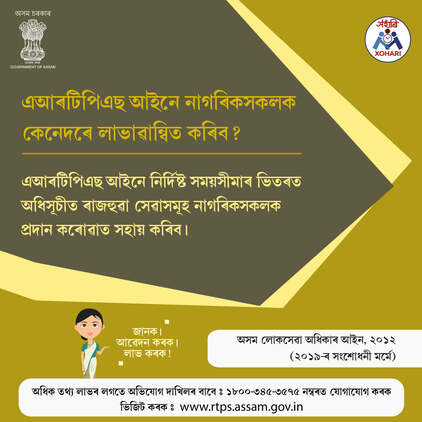 অসম চৰকাৰ
GOVERNMENT OF ASSAM
সহাৰি
XOHARI
এআৰটিপিএছ আইনে নাগৰিকসকলক
কেনেদৰে লাভাৱান্বিত কৰিব?
এআৰটিপিএছ আইনে নিৰ্দিষ্ট সময়সীমাৰ ভিতৰত
অধিসূচীত ৰাজহুৱা সেৱাসমূহ নাগৰিকসকলক
প্ৰদান কৰোৱাত সহায় কৰিব।
জানক।
আবেদন কৰক।
লাভ কৰক!
অসম লোকসেৱা অধিকাৰ আইন, ২০১২
(২০১৯-ৰ সংশোধনী মৰ্মে)
অধিক তথ্য লাভৰ লগতে অভিযোগ দাখিলৰ বাবে : ১৮০০-৩৪৫-৩৫৭৫ নম্বৰত যোগাযোগ কৰক
ভিজিট কৰক : www.rtps.assam.gov.in